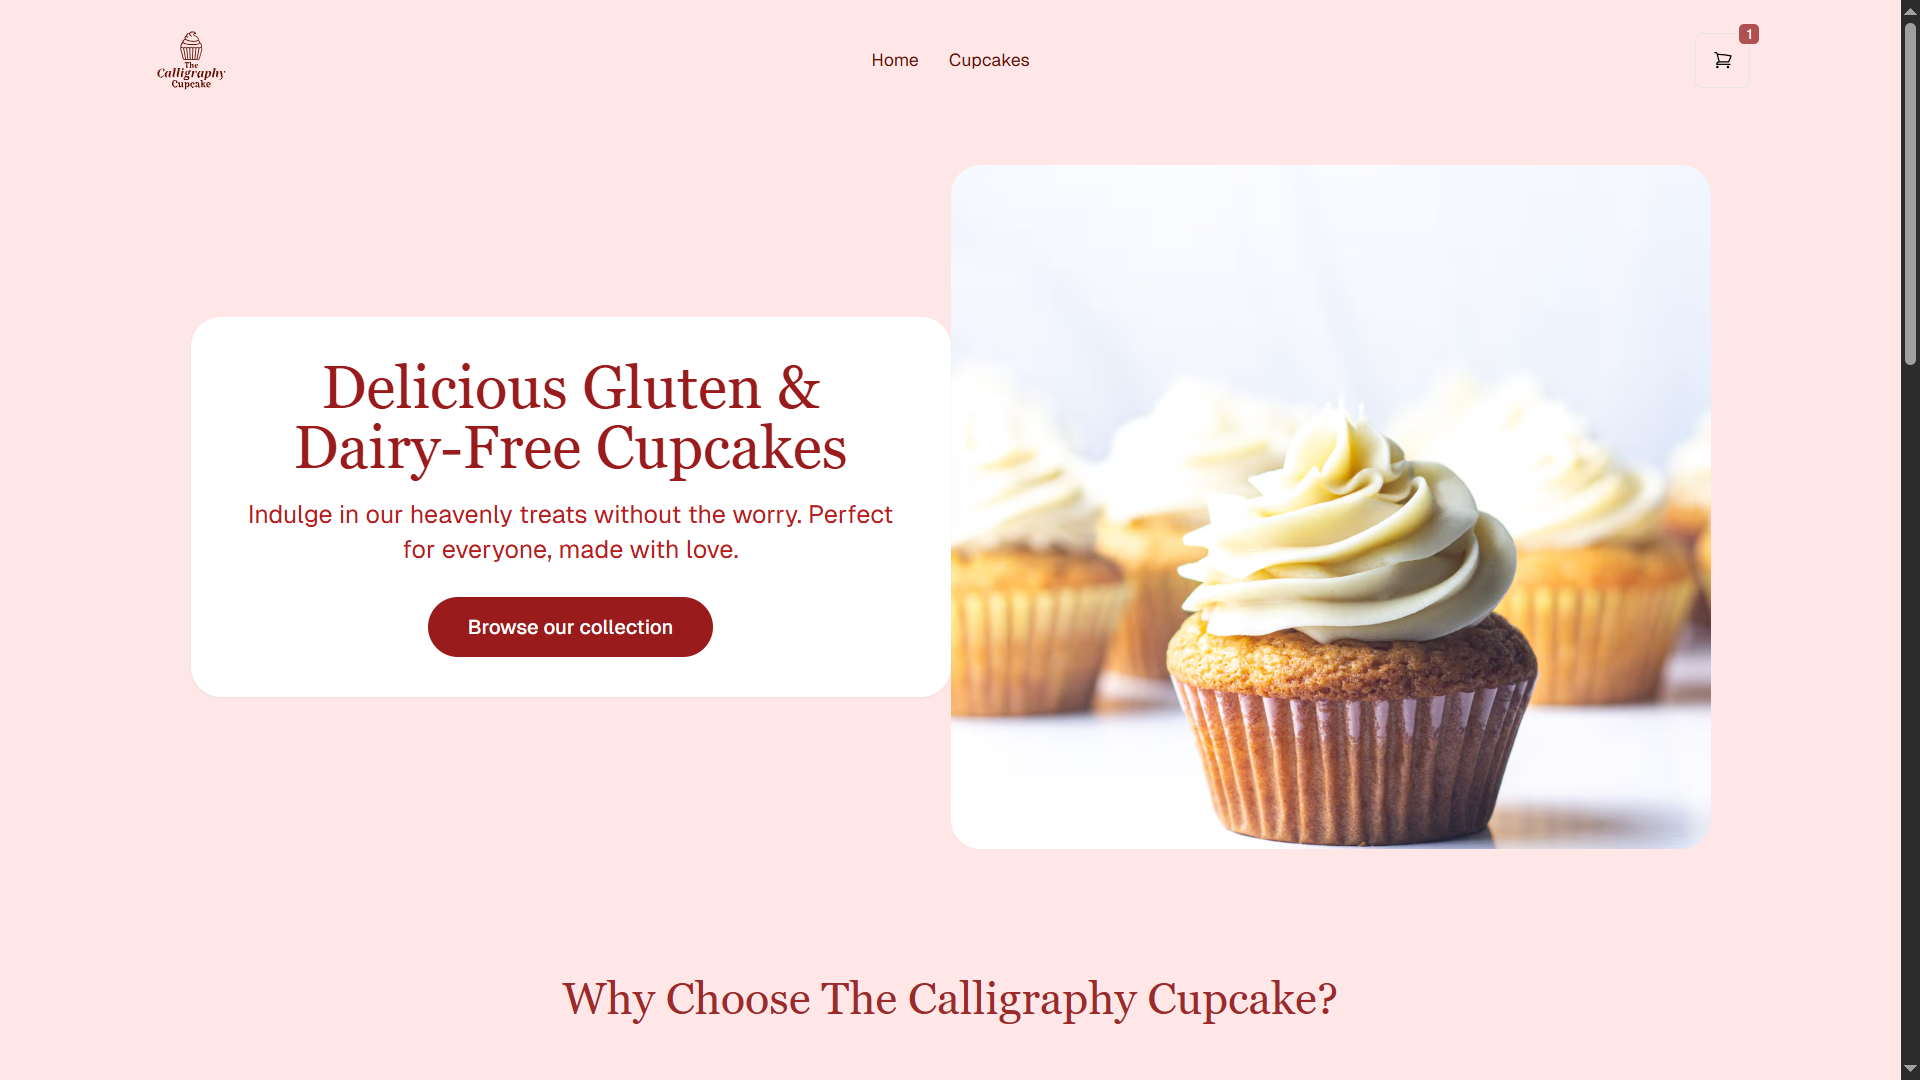 The
Calligraphy
Cupcake
Home
Cupcakes
1
Delicious Gluten &
Dairy-Free Cupcakes
Indulge in our heavenly treats without the worry. Perfect
for everyone, made with love.
Browse our collection
Why Choose The Calligraphy Cupcake?